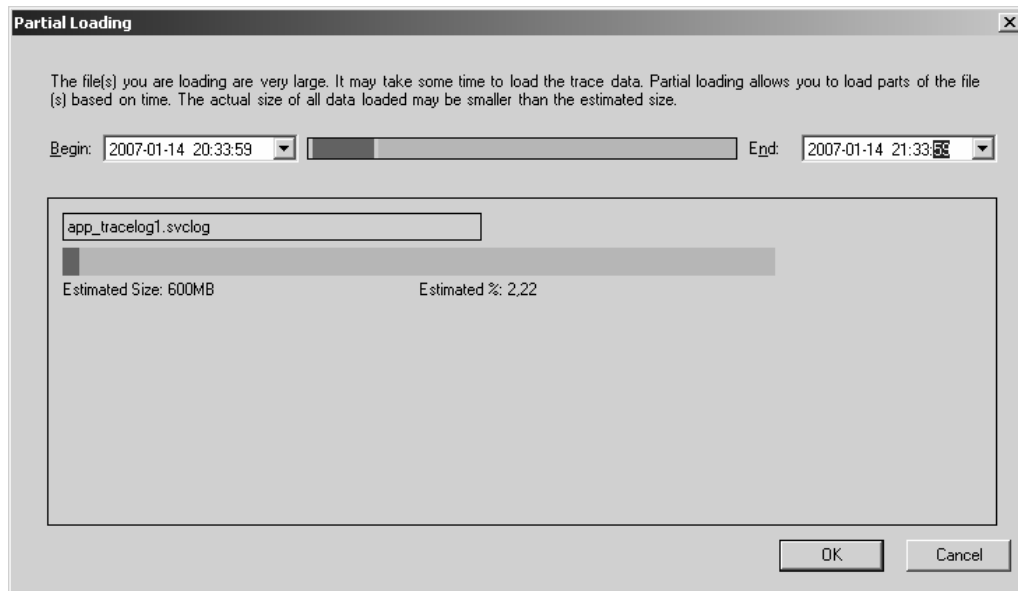 Partial Loading
The file(s) you are loading are very large. It may take some time to load the trace data. Partial loading allows you to load parts of the file
(s) based on time. The actual size of all data loaded may be smaller than the estimated size.
Begin: 2007-01-14 20:33:59 End: 2007-01-14 21:33:59
app_tracelog1.svclog
Estimated Size: 600MB Estimated %: 2,22
OK Cancel